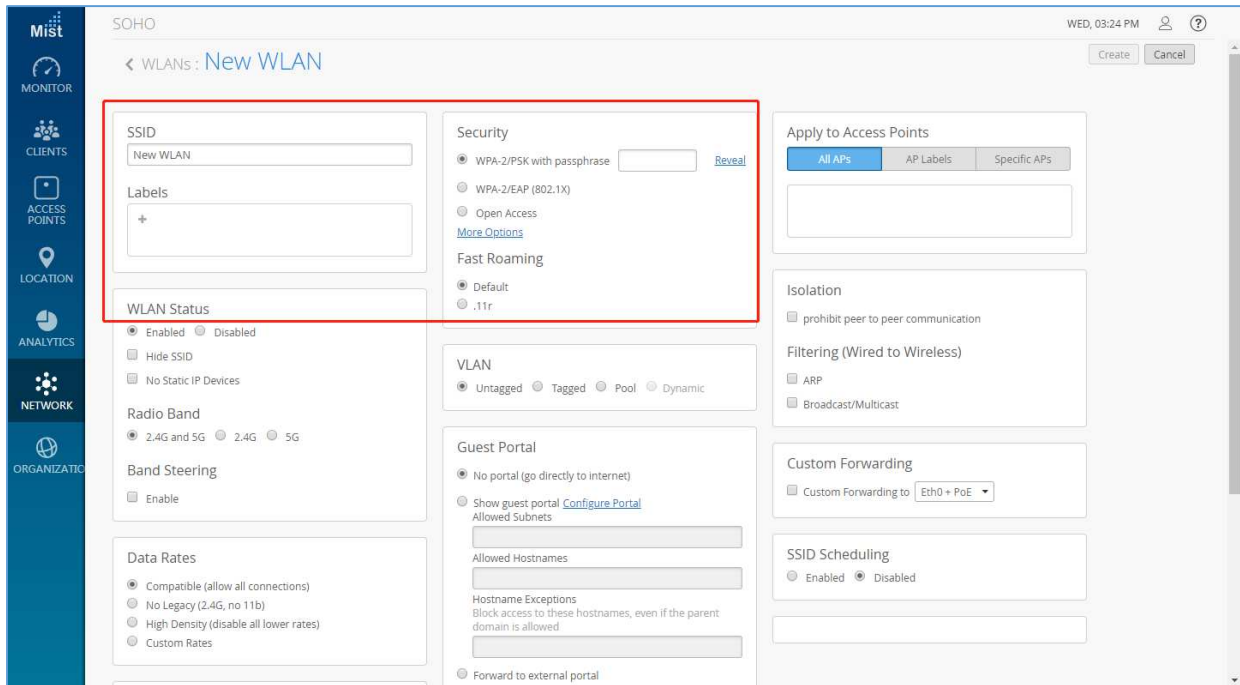 Mist
MONITOR
CLIENTS
ACCESS
POINTS
LOCATION
ANALYTICS
NETWORK
ORGANIZATIO
SOHO
WED, 03:24 PM
?
< WLANs : New WLAN
Create
Cancel
SSID
New WLAN
Labels
+
WLAN Status
Enabled Disabled
Hide SSID
No Static IP Devices
Radio Band
2.4G and 5G 2.4G 5G
Band Steering
Enable
Data Rates
Compatible (allow all connections)
No Legacy (2.4G, no 11b)
High Density (disable all lower rates)
Custom Rates
Security
WPA-2/PSK with passphrase Reveal
WPA-2/EAP (802.1X)
Open Access
More Options
Fast Roaming
Default
.11r
VLAN
Untagged Tagged Pool Dynamic
Guest Portal
No portal (go directly to internet)
Show guest portal Configure Portal
Allowed Subnets
Allowed Hostnames
Hostname Exceptions
Block access to these hostnames, even if the parent
domain is allowed
Forward to external portal
Apply to Access Points
All APs AP Labels Specific APs
Isolation
prohibit peer to peer communication
Filtering (Wired to Wireless)
ARP
Broadcast/Multicast
Custom Forwarding
Custom Forwarding to Eth0 + PoE
SSID Scheduling
Enabled Disabled